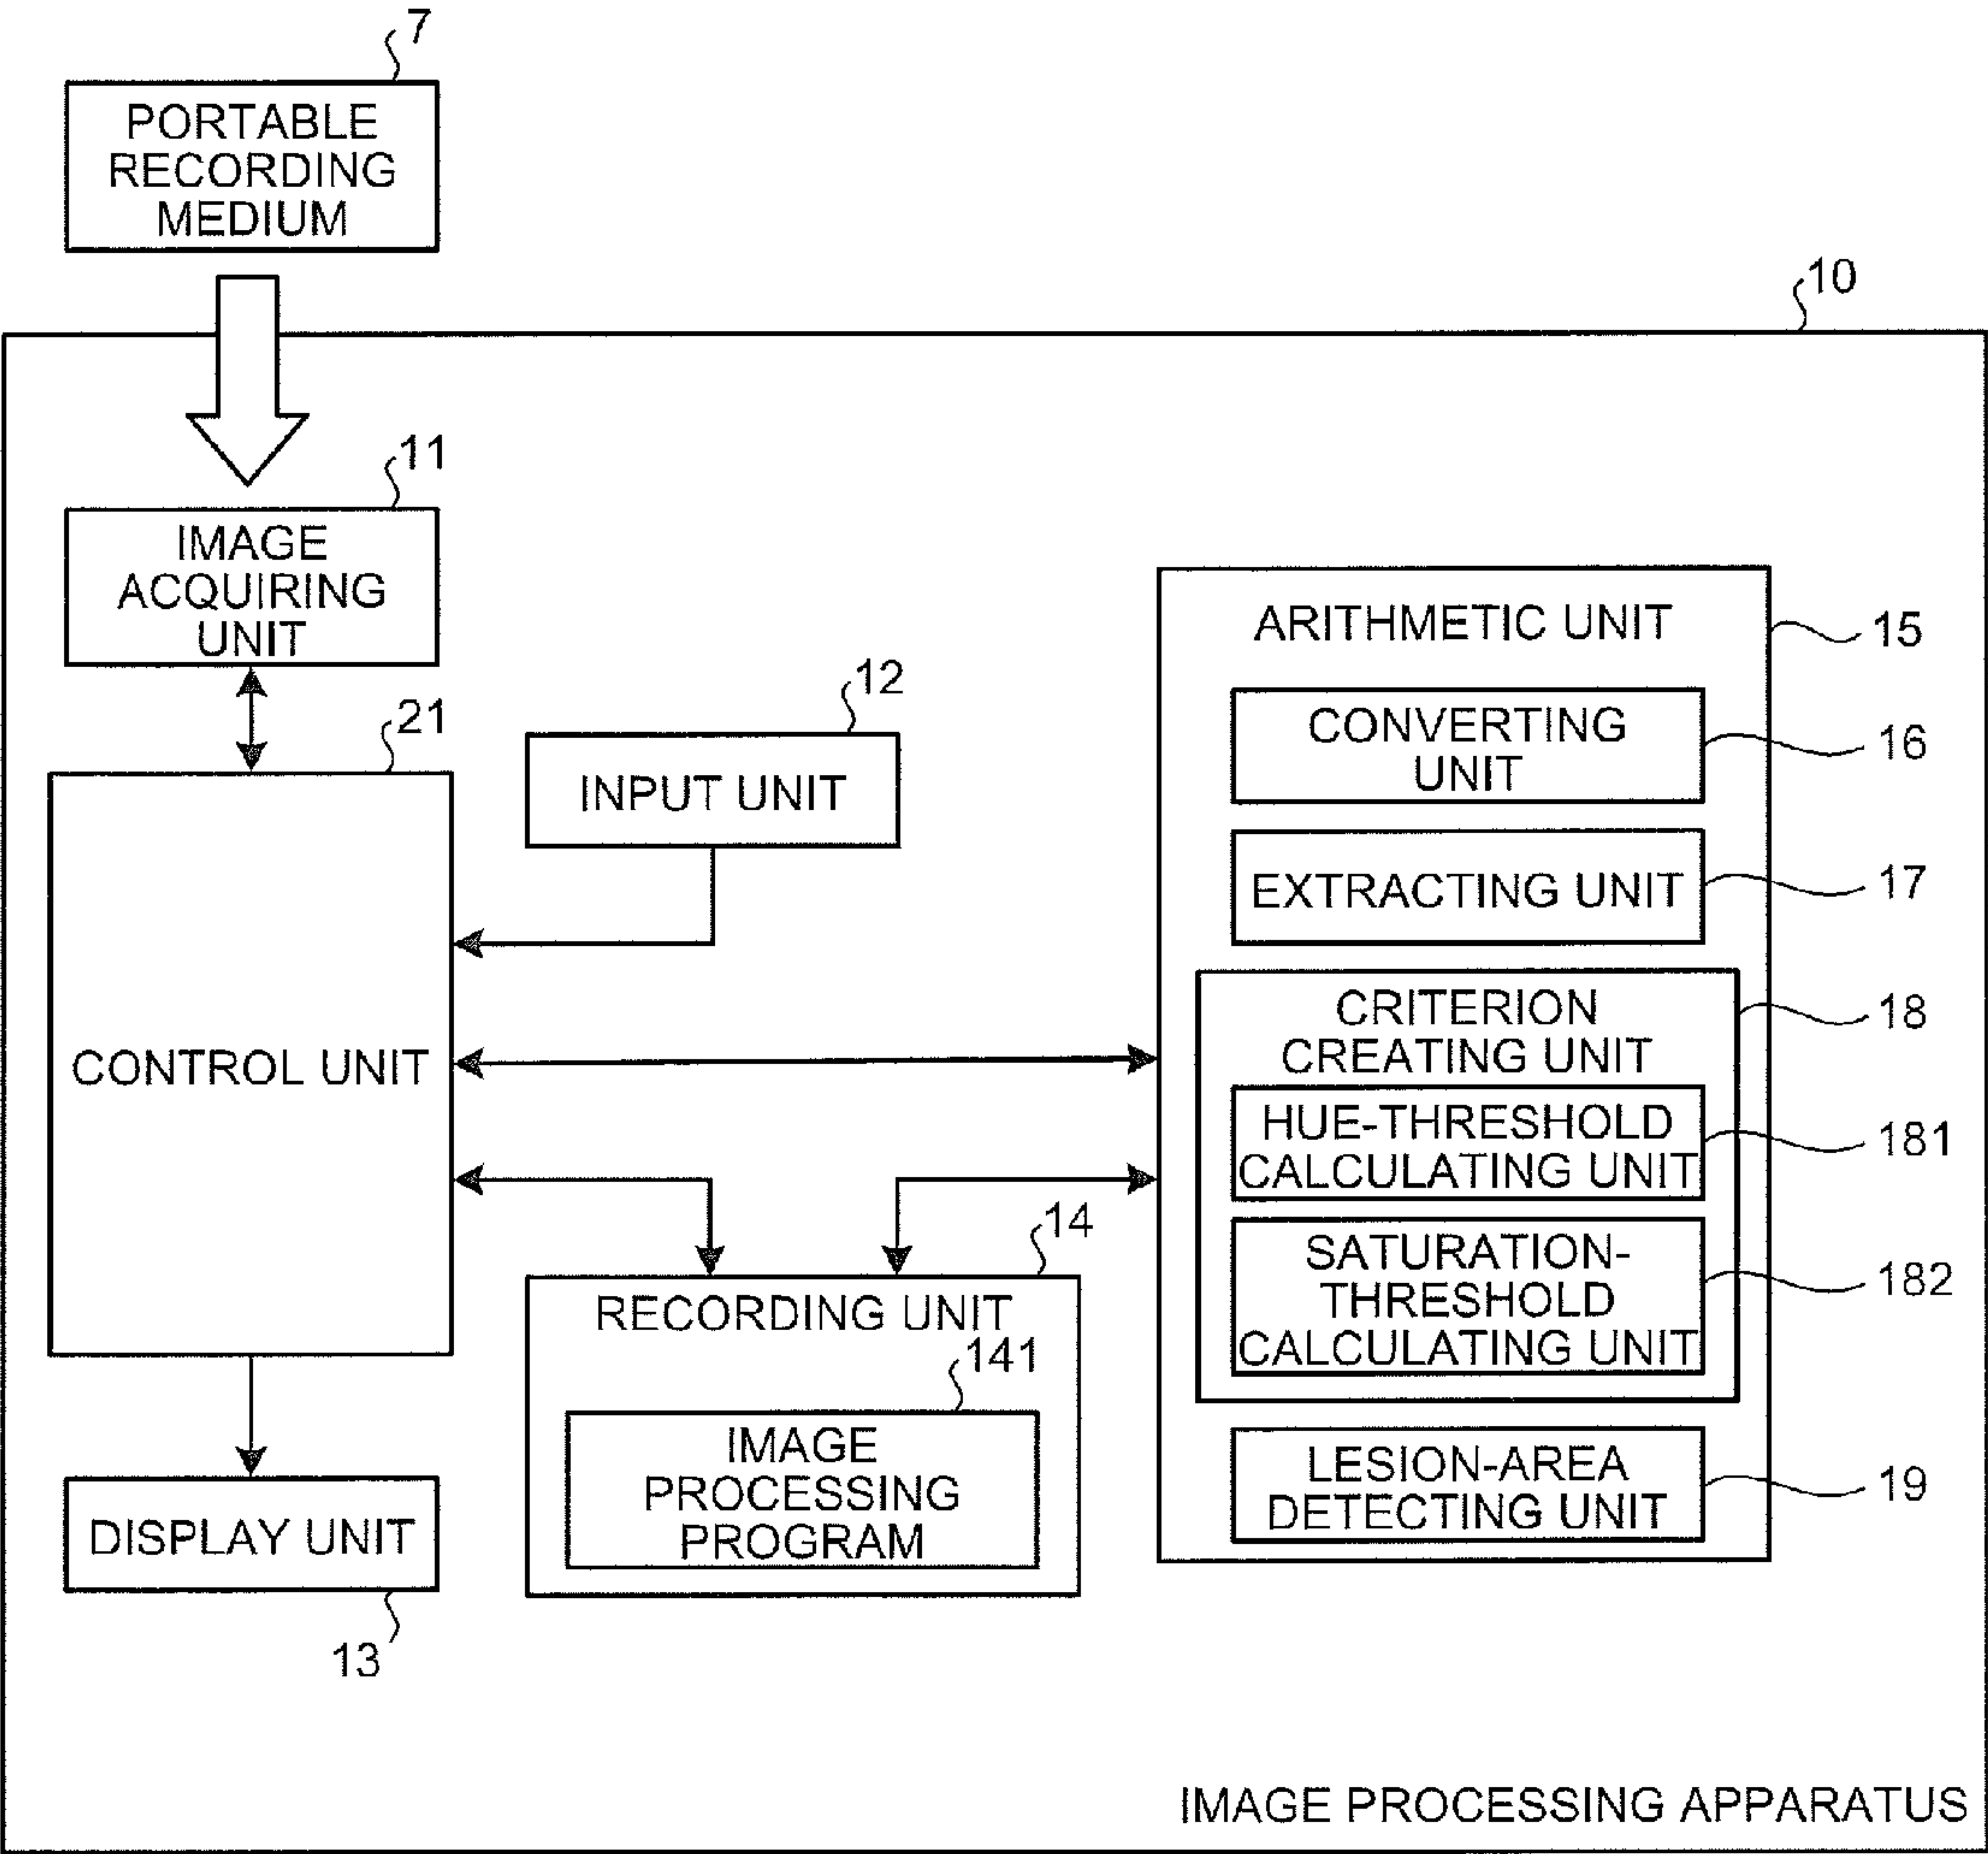 7
PORTABLE
RECORDING
MEDIUM
10
11
IMAGE
ACQUIRING
UNIT
21
CONTROL UNIT
12
INPUT UNIT
14
RECORDING UNIT
141
IMAGE
PROCESSING
PROGRAM
DISPLAY UNIT
13
ARITHMETIC UNIT
15
CONVERTING
UNIT
16
EXTRACTING UNIT
17
CRITERION
CREATING UNIT
18
HUE-THRESHOLD
CALCULATING UNIT
181
SATURATION-
THRESHOLD
CALCULATING UNIT
182
LESION-AREA
DETECTING UNIT
19
IMAGE PROCESSING APPARATUS